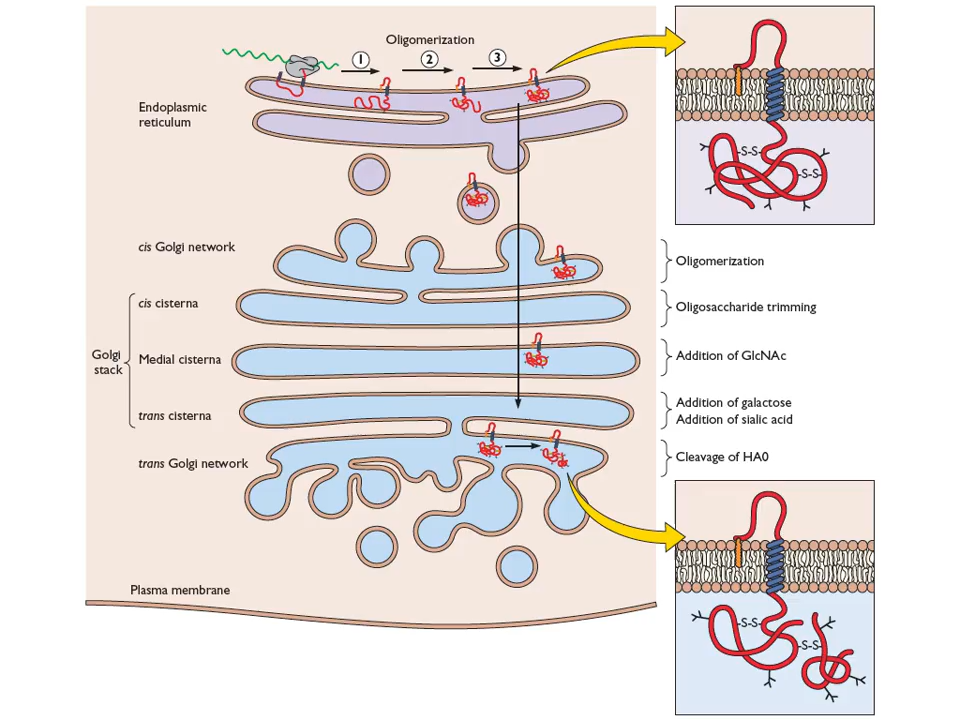 Oligomerization
1
2
3
Endoplasmic
reticulum
-S-S-
-S-S-
cis Golgi network
Oligomerization
cis cisterna
Oligosaccharide trimming
Golgi
stack
Medial cisterna
Addition of GlcNAc
trans cisterna
Addition of galactose
Addition of sialic acid
trans Golgi network
Cleavage of HA0
Plasma membrane
-S-S-
-S-S-